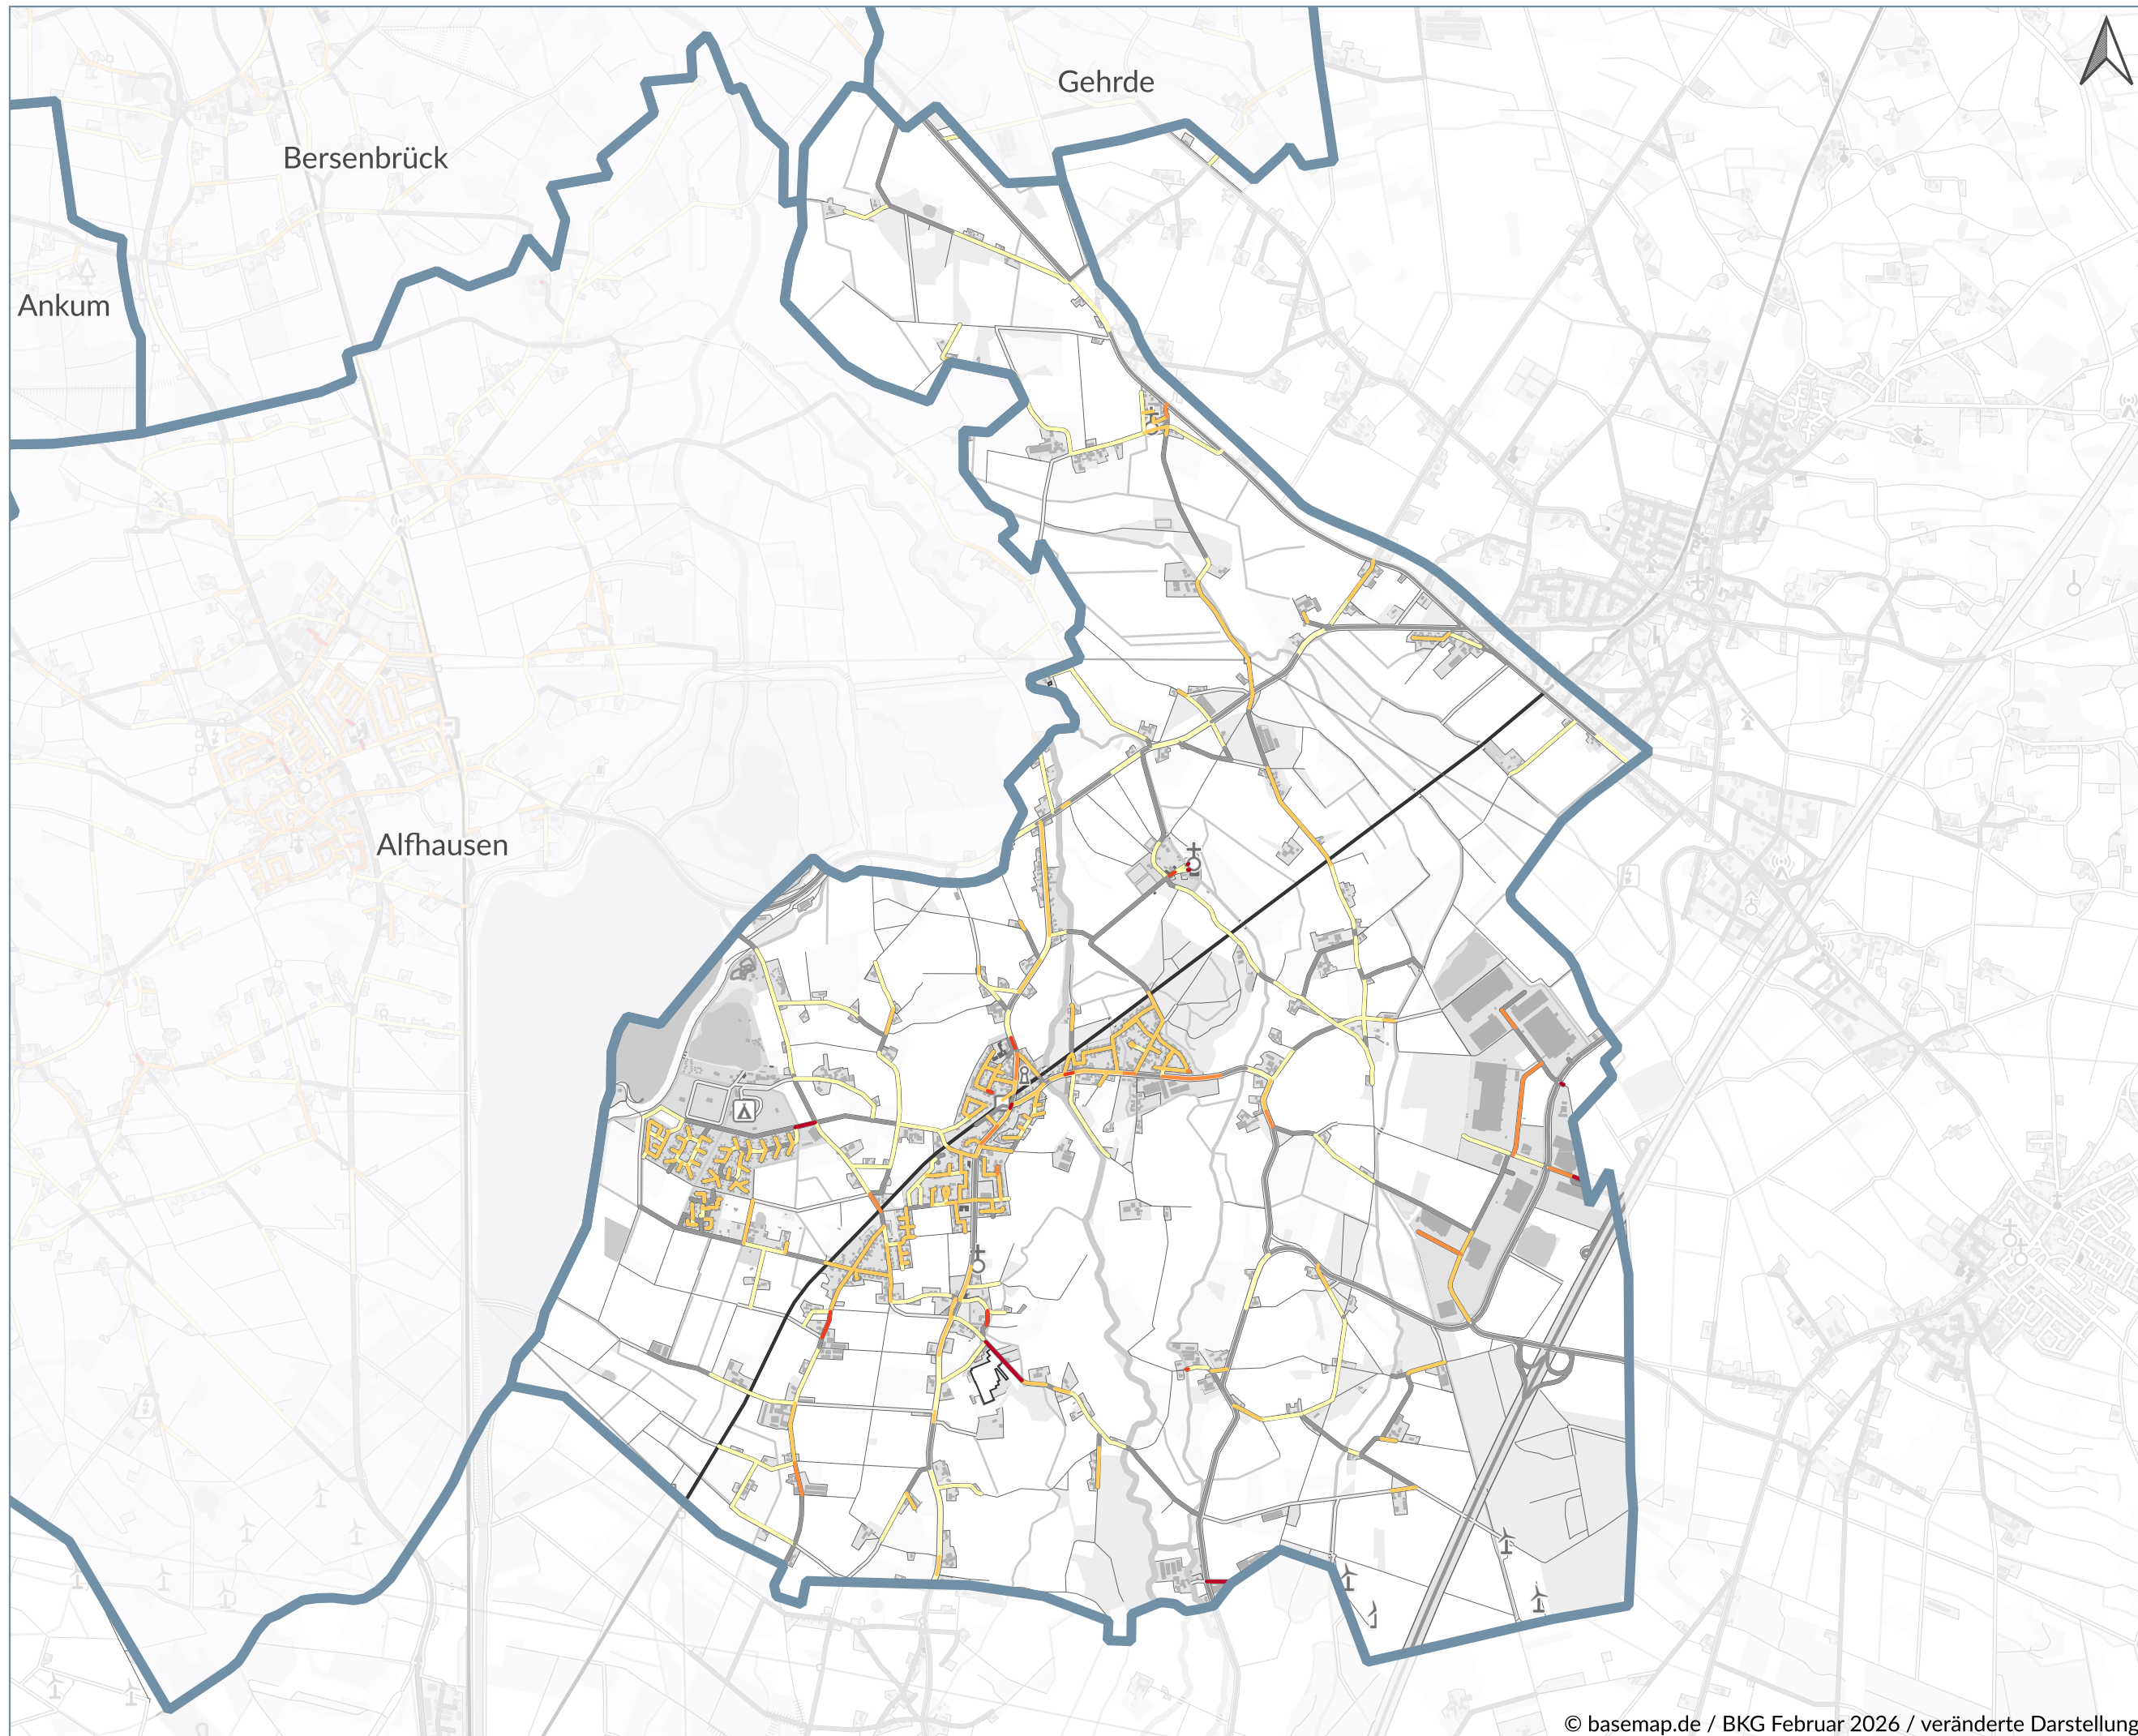 Gehrde
Bersenbrück
Ankum
Alfhausen
© basemap.de / BKG Februar 2026 / veränderte Darstellung